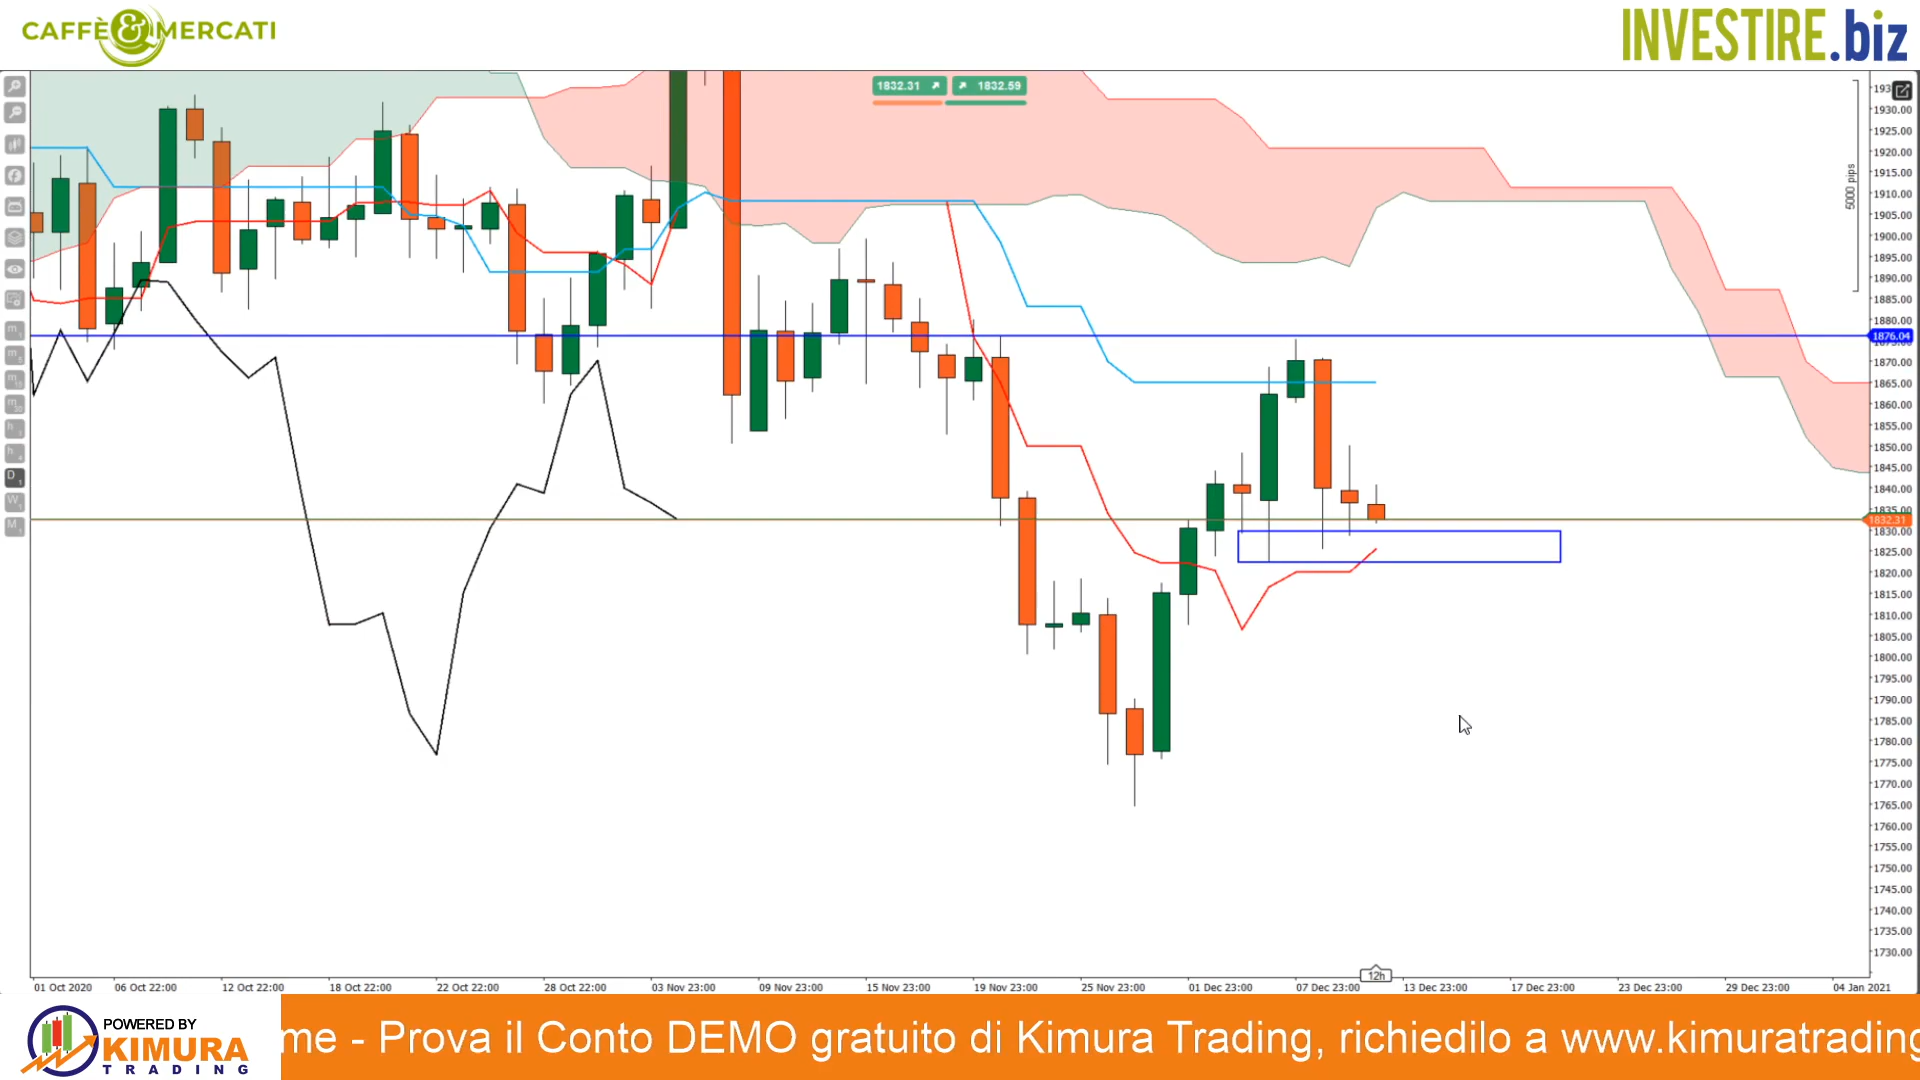 CAFFÈ & MERCATI
INVESTIRE.biz
1832.31 1832.59
1930.00
1925.00
1920.00
1915.00
1910.00
1905.00
1900.00
1895.00
1890.00
1885.00
1880.00
1876.04
1870.00
1865.00
1860.00
1855.00
1850.00
1845.00
1840.00
1835.00
1832.31
1830.00
1825.00
1820.00
1815.00
1810.00
1805.00
1800.00
1795.00
1790.00
1785.00
1780.00
1775.00
1770.00
1765.00
1760.00
1755.00
1750.00
1745.00
1740.00
1735.00
1730.00
5000 pips
m1
m5
m15
m30
h1
h4
D1
W1
M1
12h
01 Oct 2020 06 Oct 22:00 12 Oct 22:00 18 Oct 22:00 22 Oct 22:00 28 Oct 22:00 03 Nov 23:00 09 Nov 23:00 15 Nov 23:00 19 Nov 23:00 25 Nov 23:00 01 Dec 23:00 07 Dec 23:00 13 Dec 23:00 17 Dec 23:00 23 Dec 23:00 29 Dec 23:00 04 Jan 2021
POWERED BY
KIMURA
TRADING
me - Prova il Conto DEMO gratuito di Kimura Trading, richiedilo a www.kimuratrading